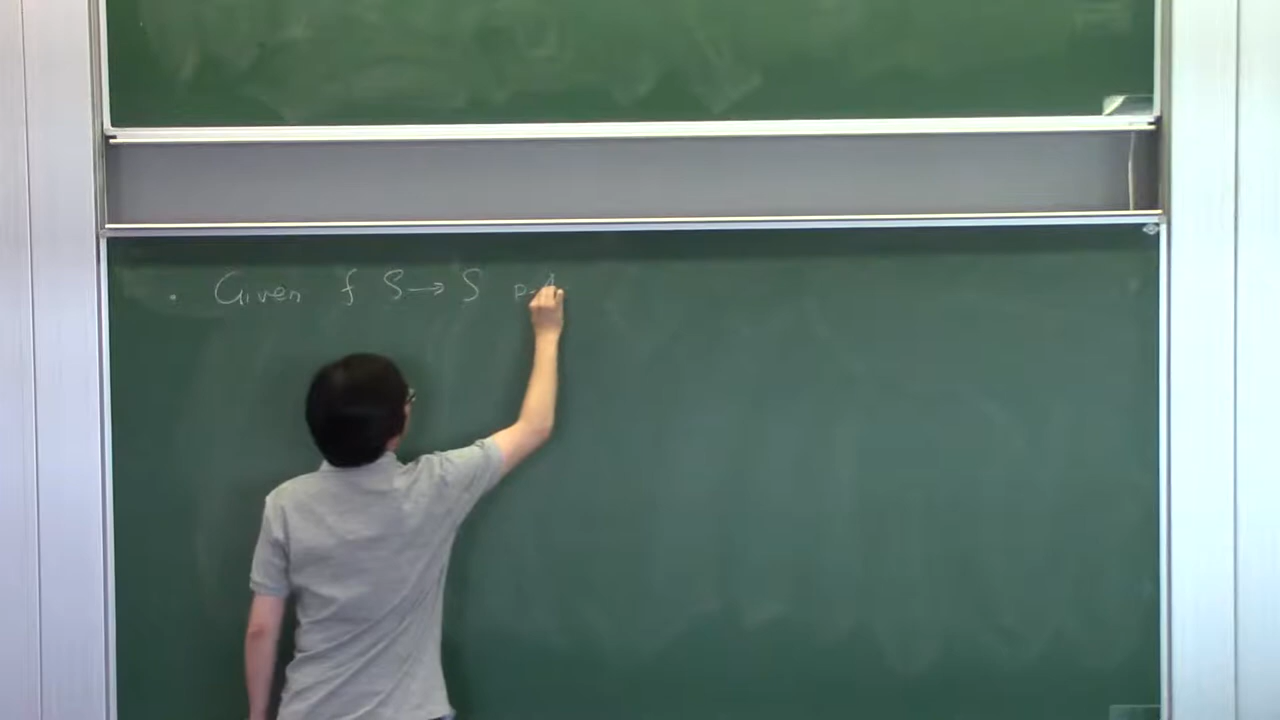 . Given f S → S p-A